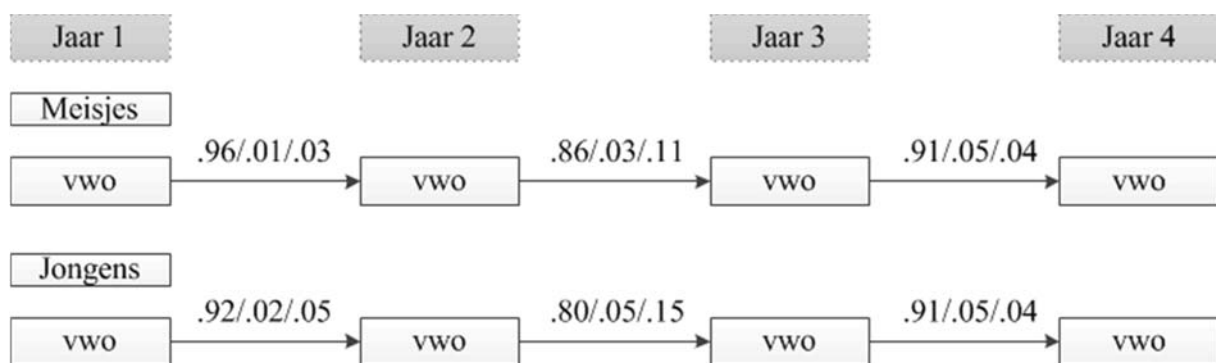 Jaar 1 Jaar 2 Jaar 3 Jaar 4
Meisjes
.96/.01/.03 .86/.03/.11 .91/.05/.04
vwo vwo vwo vwo
Jongens
.92/.02/.05 .80/.05/.15 .91/.05/.04
vwo vwo vwo vwo